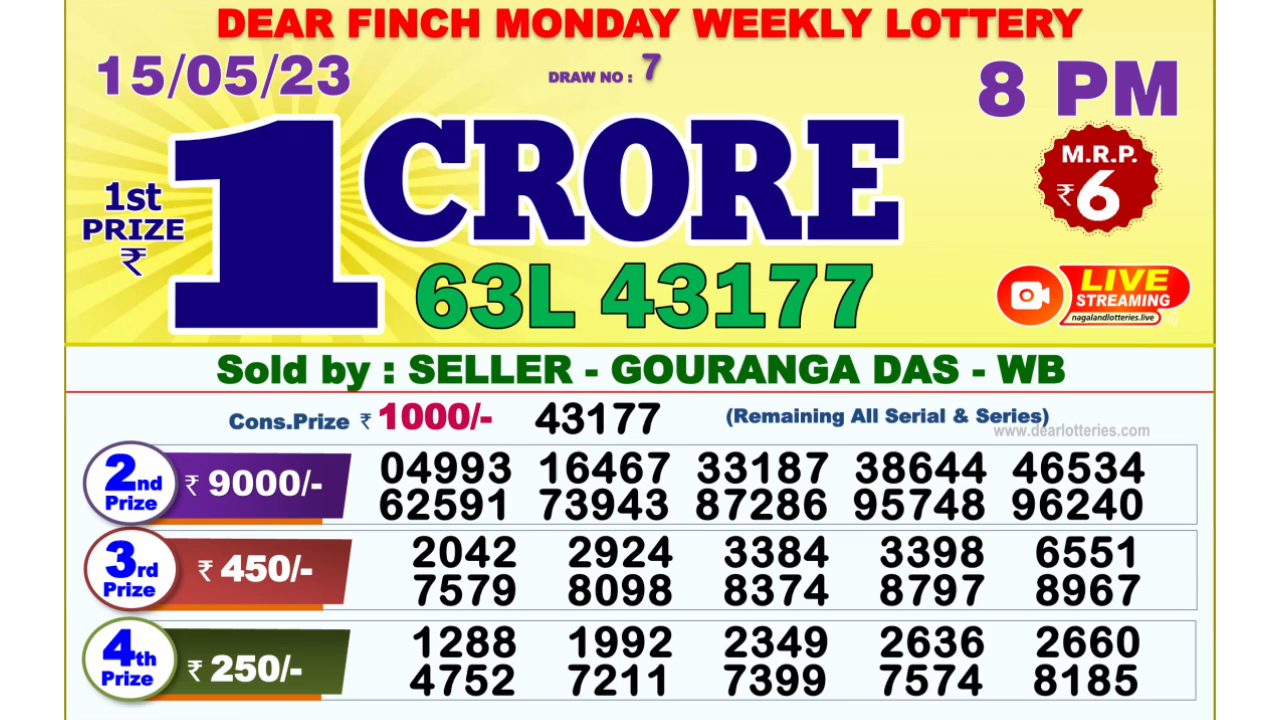 DEAR FINCH MONDAY WEEKLY LOTTERY
15/05/23
DRAW NO : 7
8 PM
1st PRIZE ₹
1 CRORE
M.R.P.
₹ 6
63L 43177
LIVE
STREAMING
nagalandlotteries.live
Sold by : SELLER - GOURANGA DAS - WB
Cons.Prize ₹ 1000/- 43177 (Remaining All Serial & Series)
www.dearlotteries.com
2nd Prize ₹ 9000/-
04993 16467 33187 38644 46534
62591 73943 87286 95748 96240
3rd Prize ₹ 450/-
2042 2924 3384 3398 6551
7579 8098 8374 8797 8967
4th Prize ₹ 250/-
1288 1992 2349 2636 2660
4752 7211 7399 7574 8185